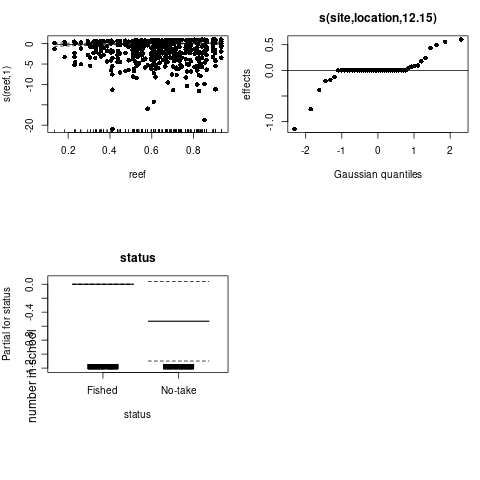 s(reef,1)
0
-5
-10
-20
0.2 0.4 0.6 0.8
reef
s(site,location,12.15)
effects
0.5
0.0
-1.0
-2 -1 0 1 2
Gaussian quantiles
status
Partial for status
number in school
0.0
-0.4
Fished No-take
status